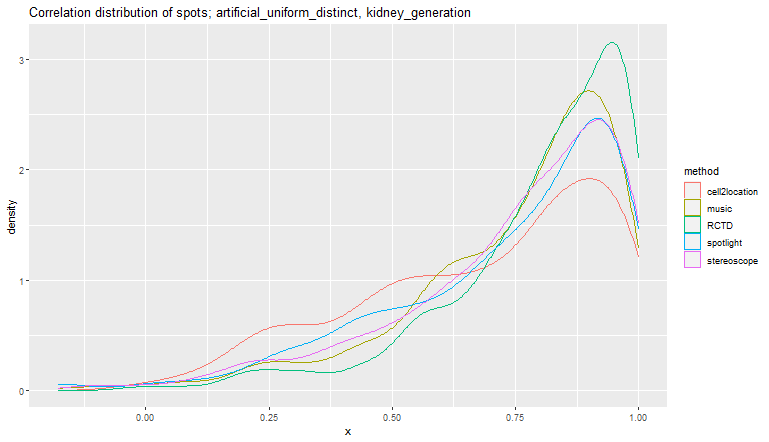 Correlation distribution of spots; artificial_uniform_distinct, kidney_generation
3
2
1
0
density
0.00
0.25
0.50
0.75
1.00
x
method
cell2location
music
RCTD
spotlight
stereoscope